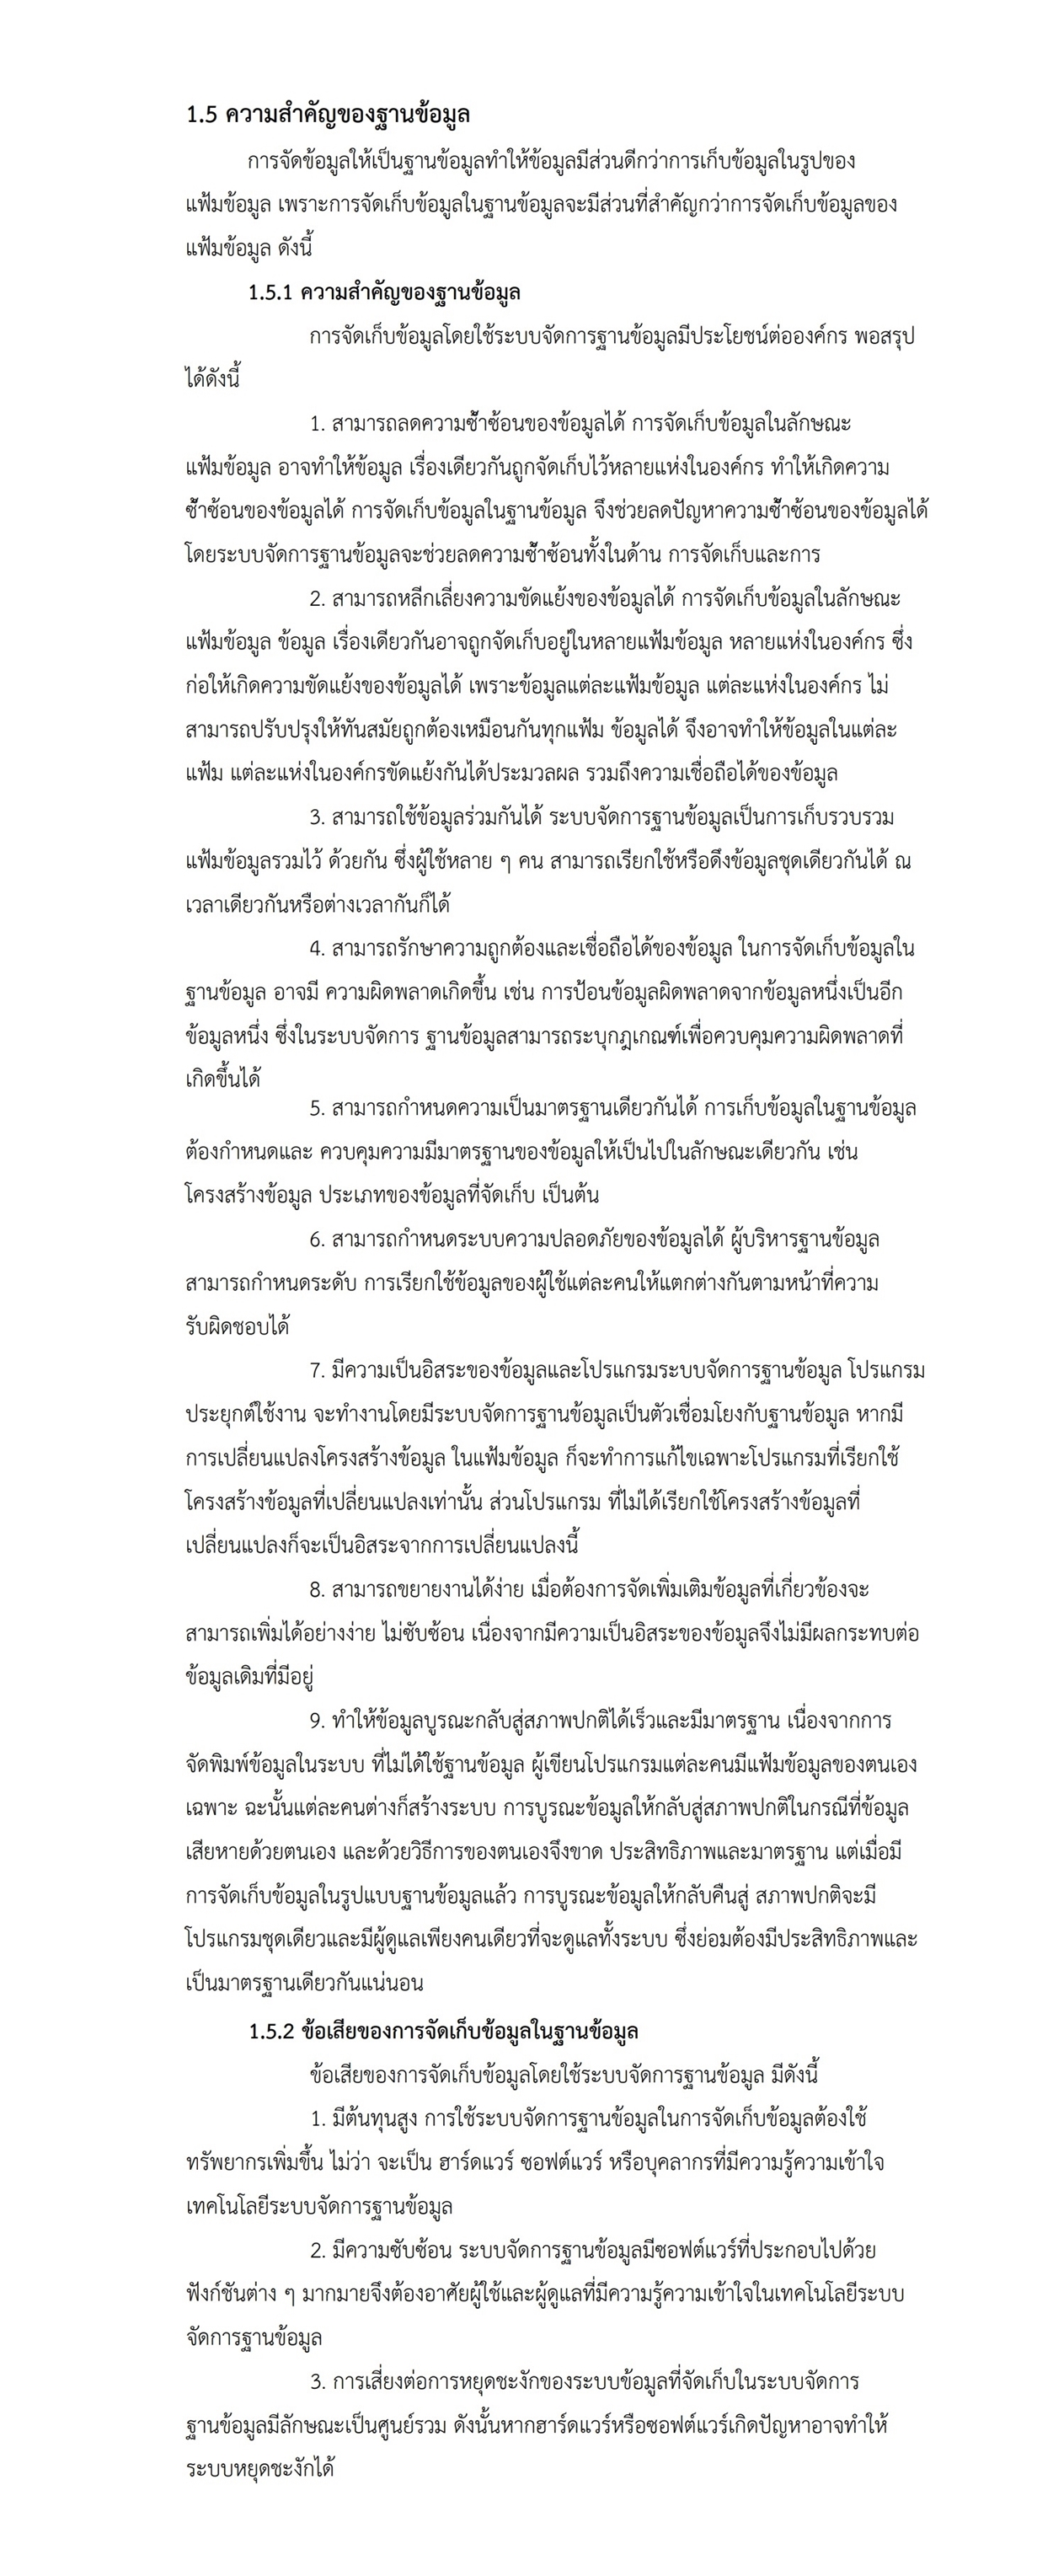 1.5 ความสำคัญของฐานข้อมูล
การจัดข้อมูลให้เป็นฐานข้อมูลทำให้ข้อมูลมีส่วนดีกว่าการเก็บข้อมูลในรูปของ
แฟ้มข้อมูล เพราะการจัดเก็บข้อมูลในฐานข้อมูลจะมีส่วนที่สำคัญกว่าการจัดเก็บข้อมูลของ
แฟ้มข้อมูล ดังนี้
1.5.1 ความสำคัญของฐานข้อมูล
การจัดเก็บข้อมูลโดยใช้ระบบจัดการฐานข้อมูลมีประโยชน์ต่อองค์กร พอสรุป
ได้ดังนี้
1. สามารถลดความซ้ำซ้อนของข้อมูลได้ การจัดเก็บข้อมูลในลักษณะ
แฟ้มข้อมูล อาจทำให้ข้อมูล เรื่องเดียวกันถูกจัดเก็บไว้หลายแห่งในองค์กร ทำให้เกิดความ
ซ้ำซ้อนของข้อมูลได้ การจัดเก็บข้อมูลในฐานข้อมูล จึงช่วยลดปัญหาความซ้ำซ้อนของข้อมูลได้
โดยระบบจัดการฐานข้อมูลจะช่วยลดความซ้ำซ้อนทั้งในด้าน การจัดเก็บและการ
2. สามารถหลีกเลี่ยงความขัดแย้งของข้อมูลได้ การจัดเก็บข้อมูลในลักษณะ
แฟ้มข้อมูล ข้อมูล เรื่องเดียวกันอาจถูกจัดเก็บอยู่ในหลายแฟ้มข้อมูล หลายแห่งในองค์กร ซึ่ง
ก่อให้เกิดความขัดแย้งของข้อมูลได้ เพราะข้อมูลแต่ละแฟ้มข้อมูล แต่ละแห่งในองค์กร ไม่
สามารถปรับปรุงให้ทันสมัยถูกต้องเหมือนกันทุกแฟ้ม ข้อมูลได้ จึงอาจทำให้ข้อมูลในแต่ละ
แฟ้ม แต่ละแห่งในองค์กรขัดแย้งกันได้ประมวลผล รวมถึงความเชื่อถือได้ของข้อมูล
3. สามารถใช้ข้อมูลร่วมกันได้ ระบบจัดการฐานข้อมูลเป็นการเก็บรวบรวม
แฟ้มข้อมูลรวมไว้ ด้วยกัน ซึ่งผู้ใช้หลาย ๆ คน สามารถเรียกใช้หรือดึงข้อมูลชุดเดียวกันได้ ณ
เวลาเดียวกันหรือต่างเวลากันก็ได้
4. สามารถรักษาความถูกต้องและเชื่อถือได้ของข้อมูล ในการจัดเก็บข้อมูลใน
ฐานข้อมูล อาจมี ความผิดพลาดเกิดขึ้น เช่น การป้อนข้อมูลผิดพลาดจากข้อมูลหนึ่งเป็นอีก
ข้อมูลหนึ่ง ซึ่งในระบบจัดการ ฐานข้อมูลสามารถระบุกฎเกณฑ์เพื่อควบคุมความผิดพลาดที่
เกิดขึ้นได้
5. สามารถกำหนดความเป็นมาตรฐานเดียวกันได้ การเก็บข้อมูลในฐานข้อมูล
ต้องกำหนดและ ควบคุมความมีมาตรฐานของข้อมูลให้เป็นไปในลักษณะเดียวกัน เช่น
โครงสร้างข้อมูล ประเภทของข้อมูลที่จัดเก็บ เป็นต้น
6. สามารถกำหนดระบบความปลอดภัยของข้อมูลได้ ผู้บริหารฐานข้อมูล
สามารถกำหนดระดับ การเรียกใช้ข้อมูลของผู้ใช้แต่ละคนให้แตกต่างกันตามหน้าที่ความ
รับผิดชอบได้
7. มีความเป็นอิสระของข้อมูลและโปรแกรมระบบจัดการฐานข้อมูล โปรแกรม
ประยุกต์ใช้งาน จะทำงานโดยมีระบบจัดการฐานข้อมูลเป็นตัวเชื่อมโยงกับฐานข้อมูล หากมี
การเปลี่ยนแปลงโครงสร้างข้อมูล ในแฟ้มข้อมูล ก็จะทำการแก้ไขเฉพาะโปรแกรมที่เรียกใช้
โครงสร้างข้อมูลที่เปลี่ยนแปลงเท่านั้น ส่วนโปรแกรม ที่ไม่ได้เรียกใช้โครงสร้างข้อมูลที่
เปลี่ยนแปลงก็จะเป็นอิสระจากการเปลี่ยนแปลงนี้
8. สามารถขยายงานได้ง่าย เมื่อต้องการจัดเพิ่มเติมข้อมูลที่เกี่ยวข้องจะ
สามารถเพิ่มได้อย่างง่าย ไม่ซับซ้อน เนื่องจากมีความเป็นอิสระของข้อมูลจึงไม่มีผลกระทบต่อ
ข้อมูลเดิมที่มีอยู่
9. ทำให้ข้อมูลบูรณะกลับสู่สภาพปกติได้เร็วและมีมาตรฐาน เนื่องจากการ
จัดพิมพ์ข้อมูลในระบบ ที่ไม่ได้ใช้ฐานข้อมูล ผู้เขียนโปรแกรมแต่ละคนมีแฟ้มข้อมูลของตนเอง
เฉพาะ ฉะนั้นแต่ละคนต่างก็สร้างระบบ การบูรณะข้อมูลให้กลับสู่สภาพปกติในกรณีที่ข้อมูล
เสียหายด้วยตนเอง และด้วยวิธีการของตนเองจึงขาด ประสิทธิภาพและมาตรฐาน แต่เมื่อมี
การจัดเก็บข้อมูลในรูปแบบฐานข้อมูลแล้ว การบูรณะข้อมูลให้กลับคืนสู่ สภาพปกติจะมี
โปรแกรมชุดเดียวและมีผู้ดูแลเพียงคนเดียวที่จะดูแลทั้งระบบ ซึ่งย่อมต้องมีประสิทธิภาพและ
เป็นมาตรฐานเดียวกันแน่นอน
1.5.2 ข้อเสียของการจัดเก็บข้อมูลในฐานข้อมูล
ข้อเสียของการจัดเก็บข้อมูลโดยใช้ระบบจัดการฐานข้อมูล มีดังนี้
1. มีต้นทุนสูง การใช้ระบบจัดการฐานข้อมูลในการจัดเก็บข้อมูลต้องใช้
ทรัพยากรเพิ่มขึ้น ไม่ว่า จะเป็น ฮาร์ดแวร์ ซอฟต์แวร์ หรือบุคลากรที่มีความรู้ความเข้าใจ
เทคโนโลยีระบบจัดการฐานข้อมูล
2. มีความซับซ้อน ระบบจัดการฐานข้อมูลมีซอฟต์แวร์ที่ประกอบไปด้วย
ฟังก์ชันต่าง ๆ มากมายจึงต้องอาศัยผู้ใช้และผู้ดูแลที่มีความรู้ความเข้าใจในเทคโนโลยีระบบ
จัดการฐานข้อมูล
3. การเสี่ยงต่อการหยุดชะงักของระบบข้อมูลที่จัดเก็บในระบบจัดการ
ฐานข้อมูลมีลักษณะเป็นศูนย์รวม ดังนั้นหากฮาร์ดแวร์หรือซอฟต์แวร์เกิดปัญหาอาจทำให้
ระบบหยุดชะงักได้